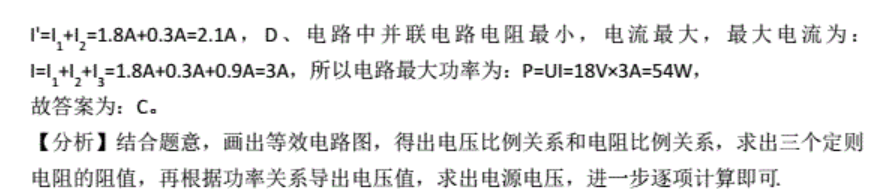 I'=I₁+I₂=1.8A+0.3A=2.1A，D、电路中并联电路电阻最小，电流最大，最大电流为：
I=I₁+I₂+I₃=1.8A+0.3A+0.9A=3A，所以电路最大功率为：P=UI=18V×3A=54W，
故答案为：C。
【分析】结合题意，画出等效电路图，得出电压比例关系和电阻比例关系，求出三个定则
电阻的阻值，再根据功率关系导出电压值，求出电源电压，进一步逐项计算即可.